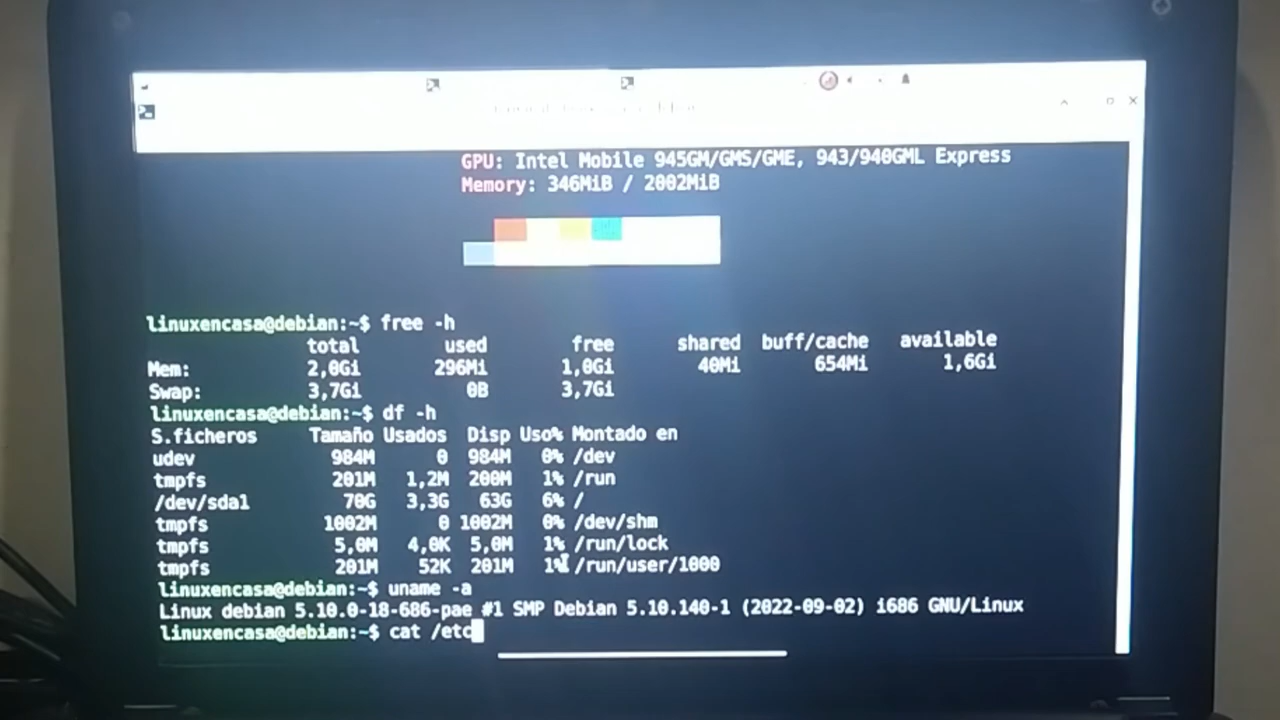 GPU: Intel Mobile 945GM/GMS/GME, 943/940GML Express
Memory: 346MiB / 2002MiB
linuxencasa@debian:~$ free -h
total used free shared buff/cache available
Mem: 2,0Gi 296Mi 1,0Gi 40Mi 654Mi 1,6Gi
Swap: 3,7Gi 0B 3,7Gi
linuxencasa@debian:~$ df -h
S.ficheros Tamaño Usados Disp Uso% Montado en
udev 984M 0 984M 0% /dev
tmpfs 201M 1,2M 200M 1% /run
/dev/sda1 70G 3,3G 63G 6% /
tmpfs 1002M 0 1002M 0% /dev/shm
tmpfs 5,0M 4,0K 5,0M 1% /run/lock
tmpfs 201M 52K 201M 1% /run/user/1000
linuxencasa@debian:~$ uname -a
Linux debian 5.10.0-18-686-pae #1 SMP Debian 5.10.140-1 (2022-09-02) i686 GNU/Linux
linuxencasa@debian:~$ cat /etc